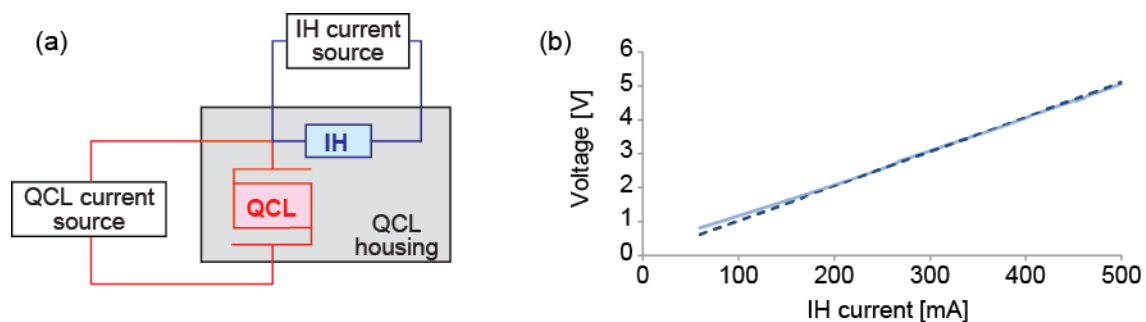 (a)
IH current
source
IH
QCL current
source
QCL
QCL
housing
(b)
Voltage [V]
6
5
4
3
2
1
0
0 100 200 300 400 500
IH current [mA]